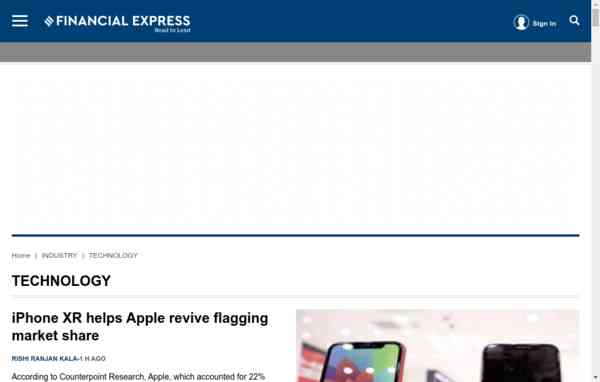 FINANCIAL EXPRESS
Read to Lead
Sign In
Home | INDUSTRY | TECHNOLOGY
TECHNOLOGY
iPhone XR helps Apple revive flagging
market share
RISHI RANJAN KALA-1 H AGO
According to Counterpoint Research, Apple, which accounted for 22%